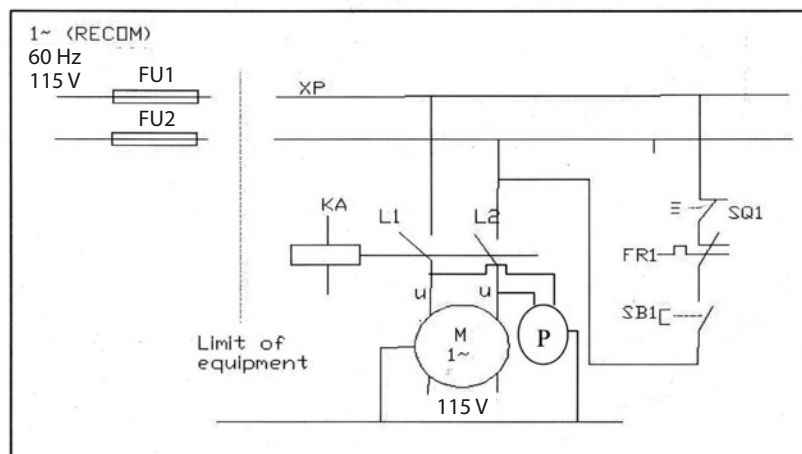 1~ (RECOM)
60 Hz
115 V
FU1
XP
FU2
KA
L1
L2
SQ1
FR1
u
u
SB1
Limit of
equipment
M
1~
P
115 V